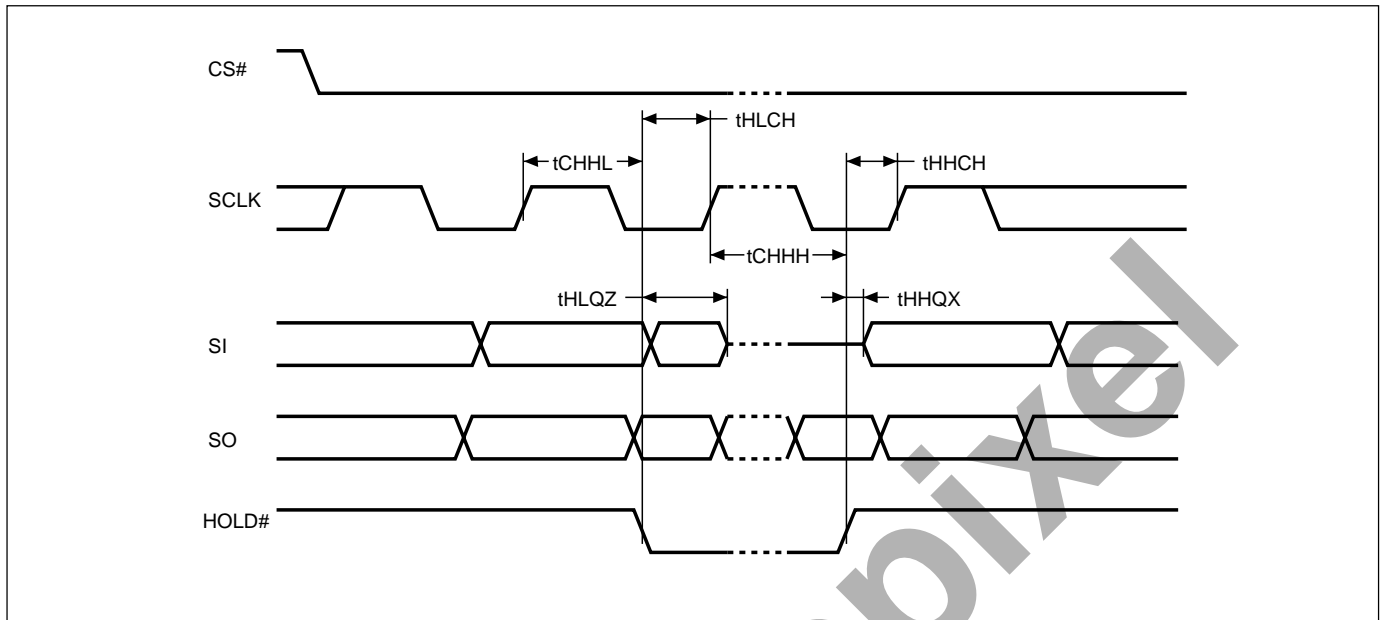 CS#
tHLCH
tCHHL
tHHCH
SCLK
tCHHH
tHLQZ
tHHQX
SI
SO
HOLD#
pixel